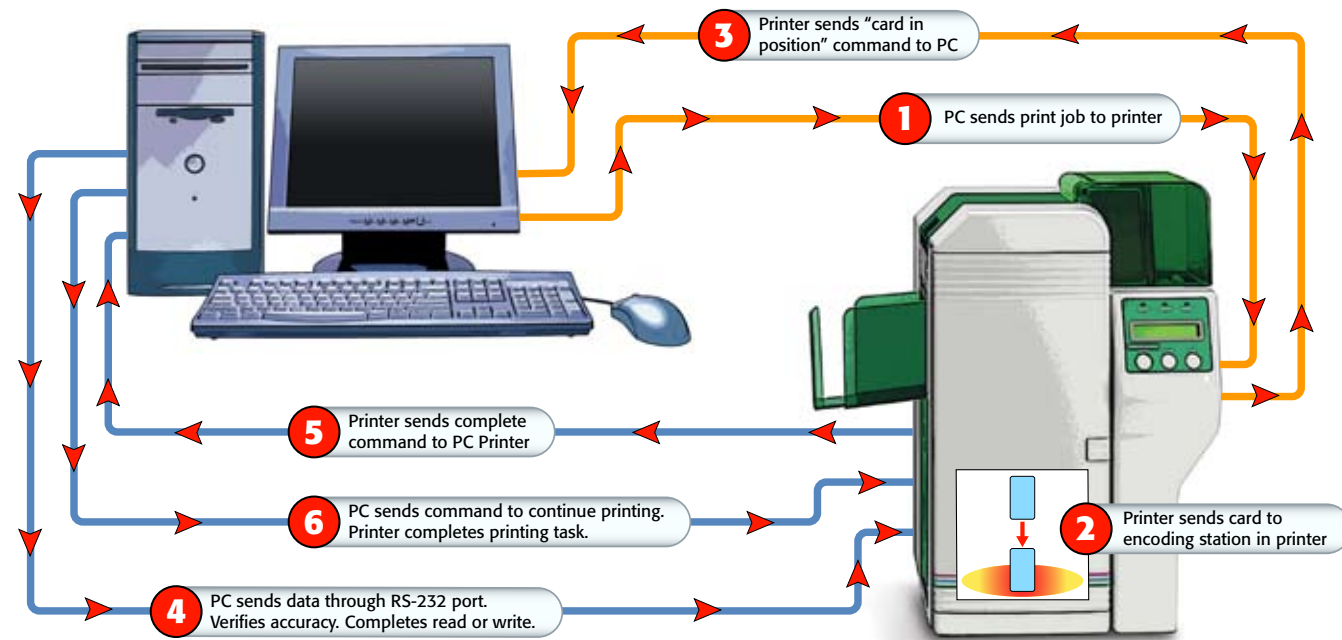 3
Printer sends “card in
position” command to PC
1
PC sends print job to printer
5
Printer sends complete
command to PC Printer
6
PC sends command to continue printing.
Printer completes printing task.
2
Printer sends card to
encoding station in printer
4
PC sends data through RS-232 port.
Verifies accuracy. Completes read or write.